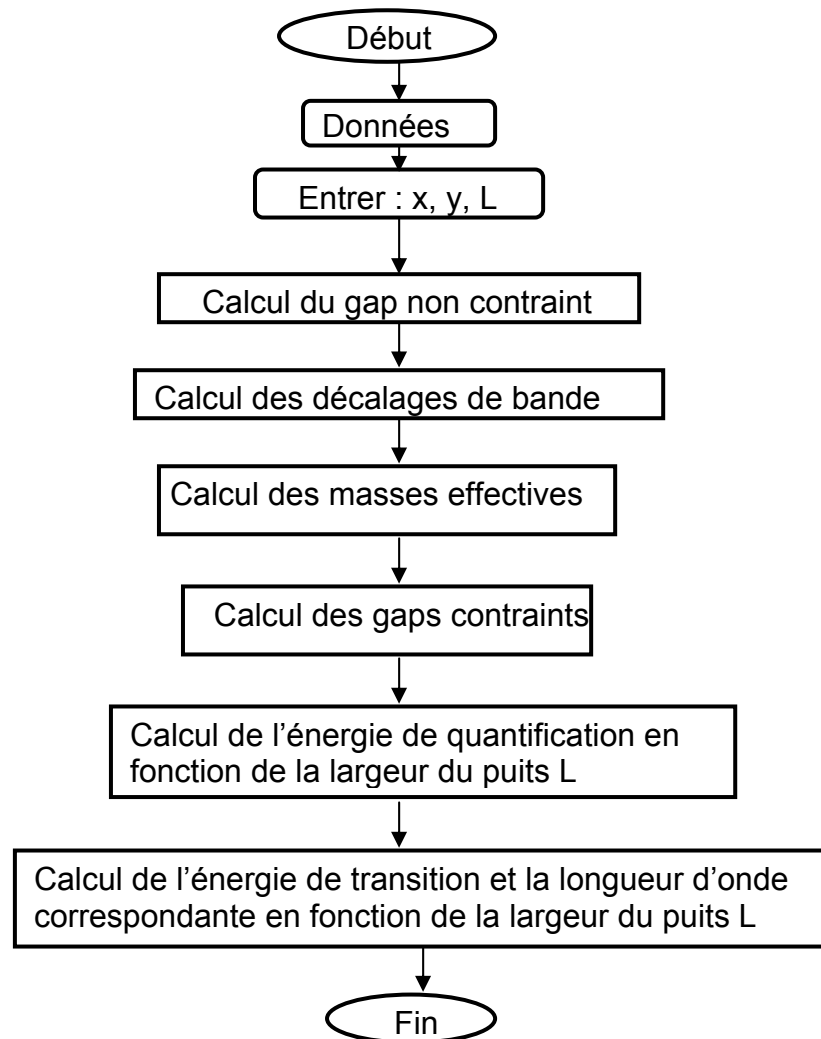 Début
Données
Entrer : x, y, L
Calcul du gap non contraint
Calcul des décalages de bande
Calcul des masses effectives
Calcul des gaps contraints
Calcul de l’énergie de quantification en
fonction de la largeur du puits L
Calcul de l’énergie de transition et la longueur d’onde
correspondante en fonction de la largeur du puits L
Fin